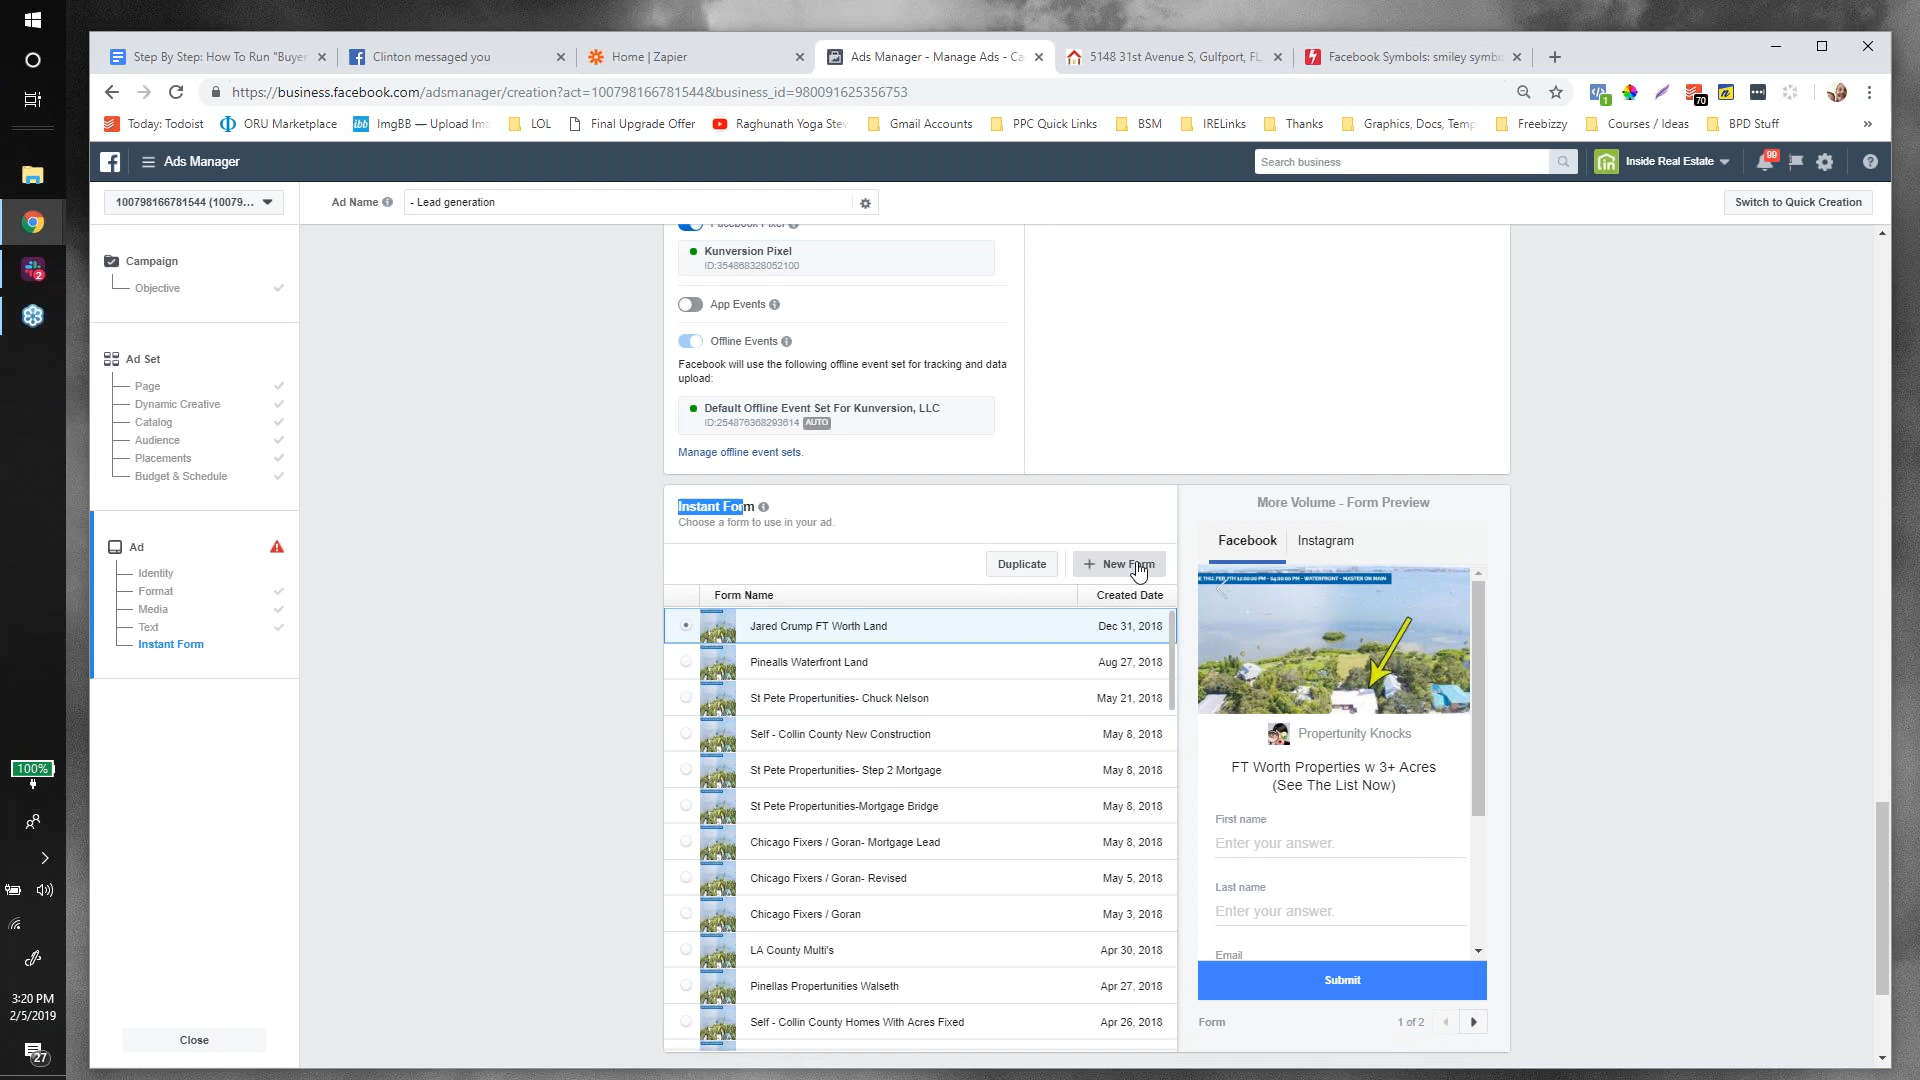 Step By Step: How To Run "Buyer
Clinton messaged you
Home | Zapier
Ads Manager - Manage Ads - Ca
5148 31st Avenue S, Gulfport, FL
Facebook Symbols: smiley symbo
https://business.facebook.com/adsmanager/creation?act=100798166781544&business_id=980091625356753
1
70
Today: Todoist
ORU Marketplace
ibb
ImgBB — Upload Ima
LOL
Final Upgrade Offer
Raghunath Yoga Stev
Gmail Accounts
PPC Quick Links
BSM
IRELinks
Thanks
Graphics, Docs, Temp
Freebizzy
Courses / Ideas
BPD Stuff
»
Ads Manager
Search business
Inside Real Estate
99
100798166781544 (10079...
Ad Name
- Lead generation
Switch to Quick Creation
Campaign
Objective
Ad Set
Page
Dynamic Creative
Catalog
Audience
Placements
Budget & Schedule
Ad
Identity
Format
Media
Text
Instant Form
Close
Facebook Pixel
Kunversion Pixel
ID:354868328052100
App Events
Offline Events
Facebook will use the following offline event set for tracking and data
upload:
Default Offline Event Set For Kunversion, LLC
ID:254876368293614 AUTO
Manage offline event sets.
Instant Form
Choose a form to use in your ad.
Duplicate
+ New Form
Form Name
Created Date
Jared Crump FT Worth Land
Dec 31, 2018
Pinealls Waterfront Land
Aug 27, 2018
St Pete Propertunities- Chuck Nelson
May 21, 2018
Self - Collin County New Construction
May 8, 2018
St Pete Propertunities- Step 2 Mortgage
May 8, 2018
St Pete Propertunities-Mortgage Bridge
May 8, 2018
Chicago Fixers / Goran- Mortgage Lead
May 8, 2018
Chicago Fixers / Goran- Revised
May 5, 2018
Chicago Fixers / Goran
May 3, 2018
LA County Multi's
Apr 30, 2018
Pinellas Propertunities Walseth
Apr 27, 2018
Self - Collin County Homes With Acres Fixed
Apr 26, 2018
More Volume - Form Preview
Facebook
Instagram
Propertunity Knocks
FT Worth Properties w 3+ Acres
(See The List Now)
First name
Enter your answer.
Last name
Enter your answer.
Email
Submit
Form
1 of 2
2
100%
3:20 PM
2/5/2019
27